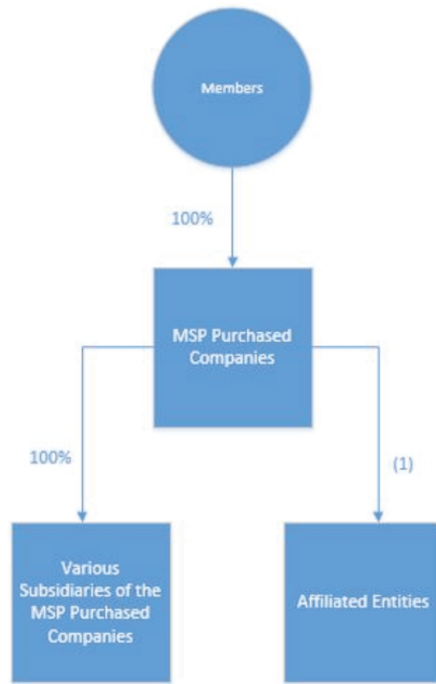 Members
100%
MSP Purchased
Companies
100%
(1)
Various
Subsidiaries of the
MSP Purchased
Companies
Affiliated Entities